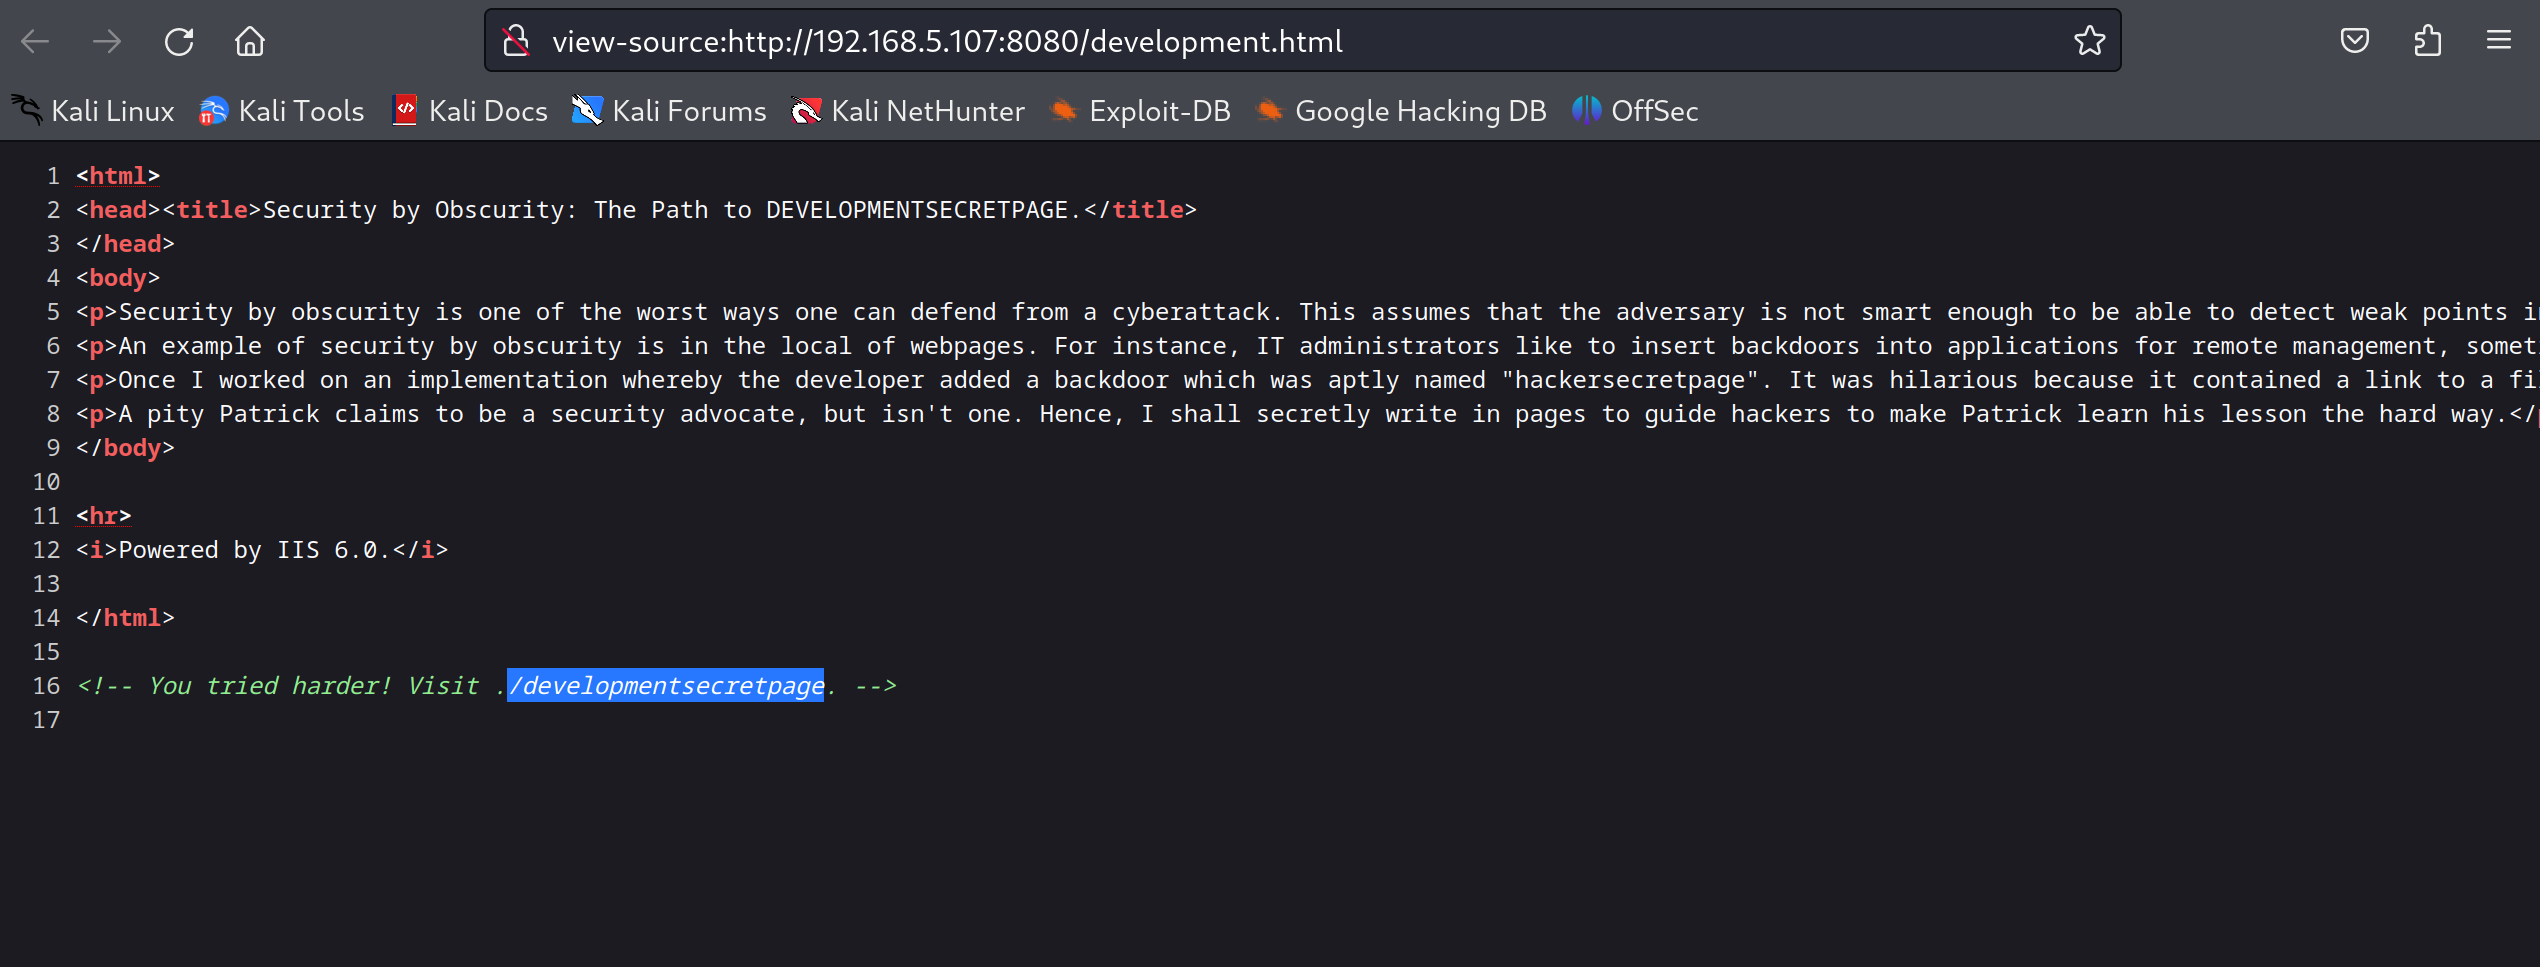 view-source:http://192.168.5.107:8080/development.html
Kali Linux Kali Tools Kali Docs Kali Forums Kali NetHunter Exploit-DB Google Hacking DB OffSec
1 <html>
2 <head><title>Security by Obscurity: The Path to DEVELOPMENTSECRETPAGE.</title>
3 </head>
4 <body>
5 <p>Security by obscurity is one of the worst ways one can defend from a cyberattack. This assumes that the adversary is not smart enough to be able to detect weak points
6 <p>An example of security by obscurity is in the local of webpages. For instance, IT administrators like to insert backdoors into applications for remote management,
7 <p>Once I worked on an implementation whereby the developer added a backdoor which was aptly named "hackersecretpage". It was hilarious because it contained a link to a
8 <p>A pity Patrick claims to be a security advocate, but isn't one. Hence, I shall secretly write in pages to guide hackers to make Patrick learn his lesson the hard way.</
9 </body>
10
11 <hr>
12 <i>Powered by IIS 6.0.</i>
13
14 </html>
15
16 <!-- You tried harder! Visit ./developmentsecretpage. -->
17